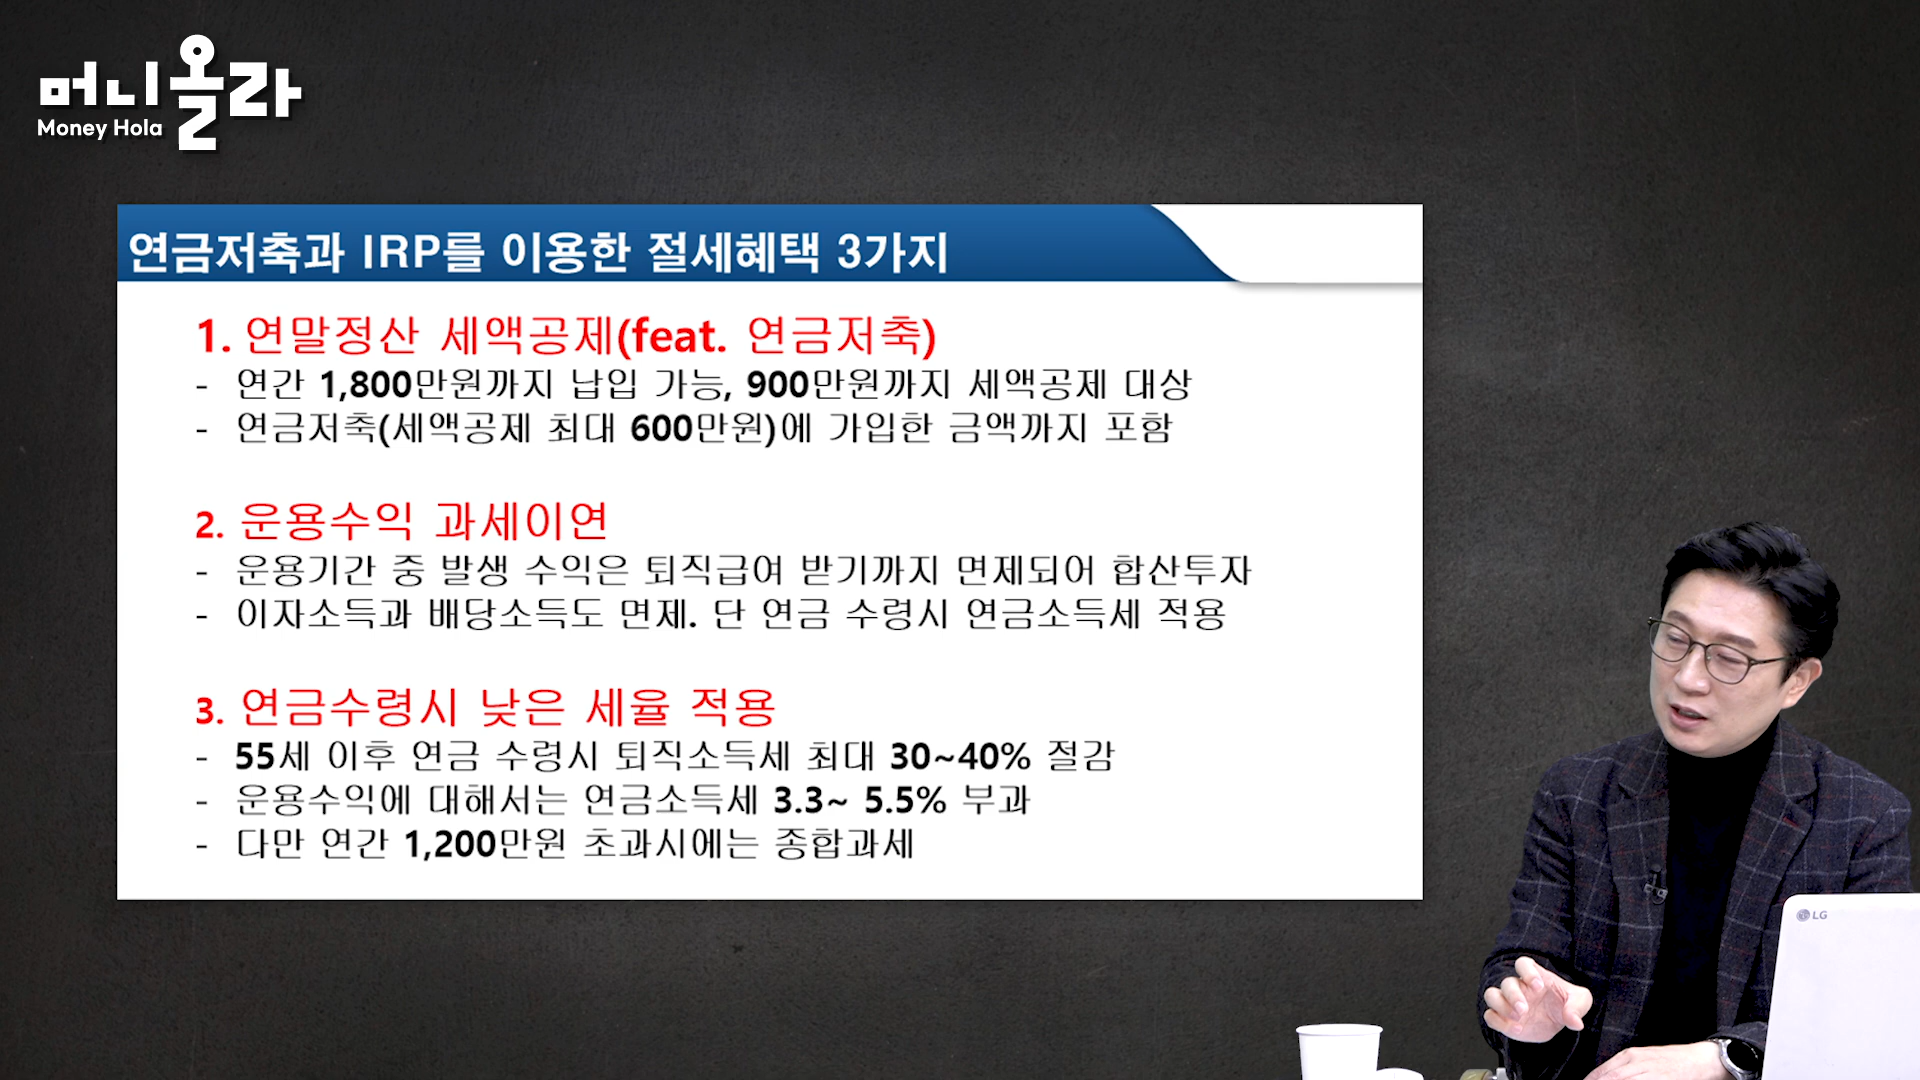 머니올라
Money Hola
연금저축과 IRP를 이용한 절세혜택 3가지
1. 연말정산 세액공제(feat. 연금저축)
- 연간 1,800만원까지 납입 가능, 900만원까지 세액공제 대상
- 연금저축(세액공제 최대 600만원)에 가입한 금액까지 포함
2. 운용수익 과세이연
- 운용기간 중 발생 수익은 퇴직급여 받기까지 면제되어 합산투자
- 이자소득과 배당소득도 면제. 단 연금 수령시 연금소득세 적용
3. 연금수령시 낮은 세율 적용
- 55세 이후 연금 수령시 퇴직소득세 최대 30~40% 절감
- 운용수익에 대해서는 연금소득세 3.3~ 5.5% 부과
- 다만 연간 1,200만원 초과시에는 종합과세
LG